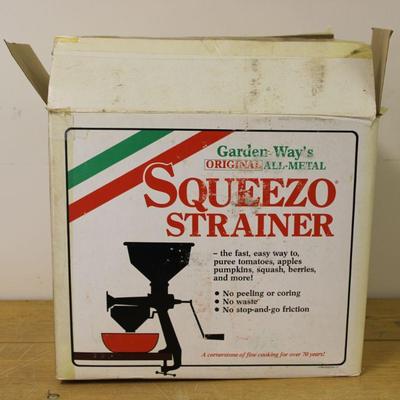 Garden Way's
ORIGINAL ALL-METAL
SQUEEZO®
STRAINER
– the fast, easy way to,
puree tomatoes, apples
pumpkins, squash, berries,
and more!
• No peeling or coring
• No waste
• No stop-and-go friction
A cornerstone of fine cooking for over 70 years!